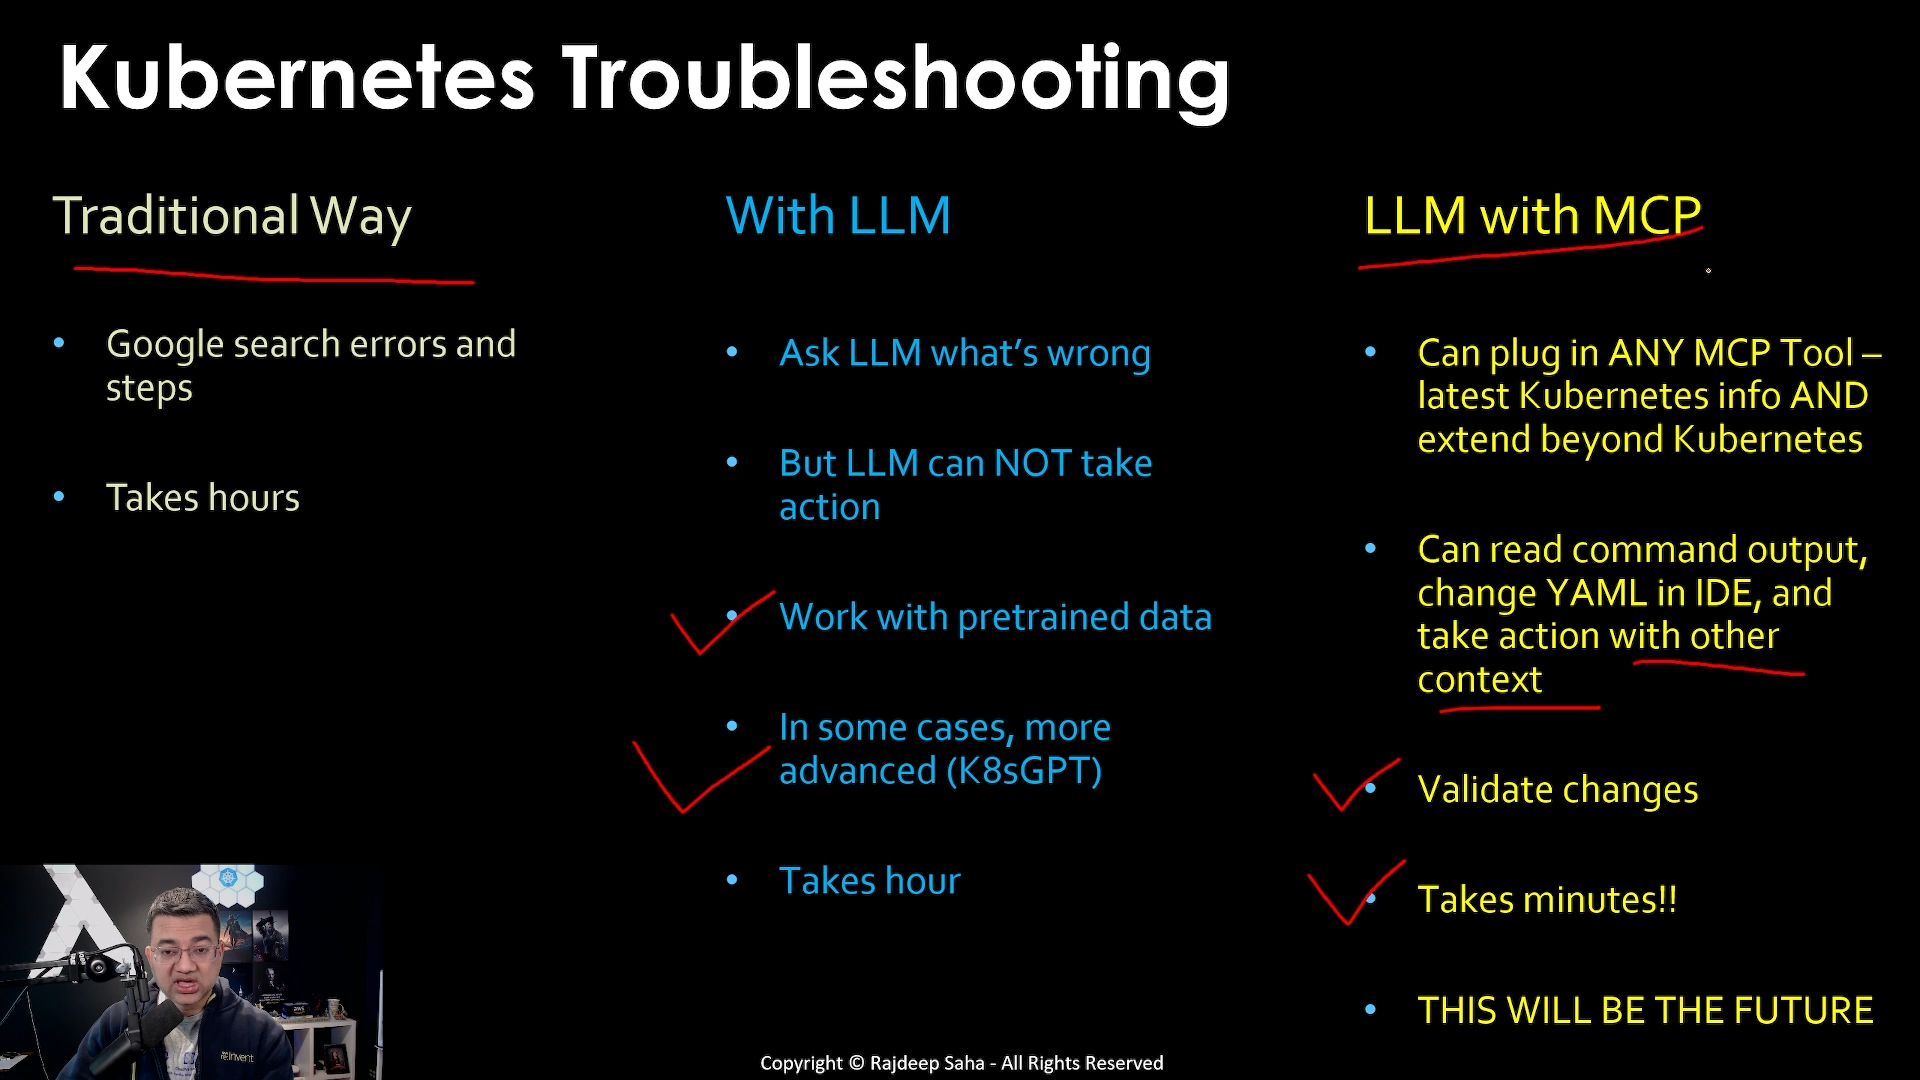 Kubernetes Troubleshooting
Traditional Way
Google search errors and
steps
Takes hours
With LLM
Ask LLM what's wrong
But LLM can NOT take
action
Work with pretrained data
In some cases, more
advanced (K8sGPT)
Takes hour
LLM with MCP
Can plug in ANY MCP Tool –
latest Kubernetes info AND
extend beyond Kubernetes
Can read command output,
change YAML in IDE, and
take action with other
context
Validate changes
Takes minutes!!
THIS WILL BE THE FUTURE
re:Invent
Copyright © Rajdeep Saha - All Rights Reserved